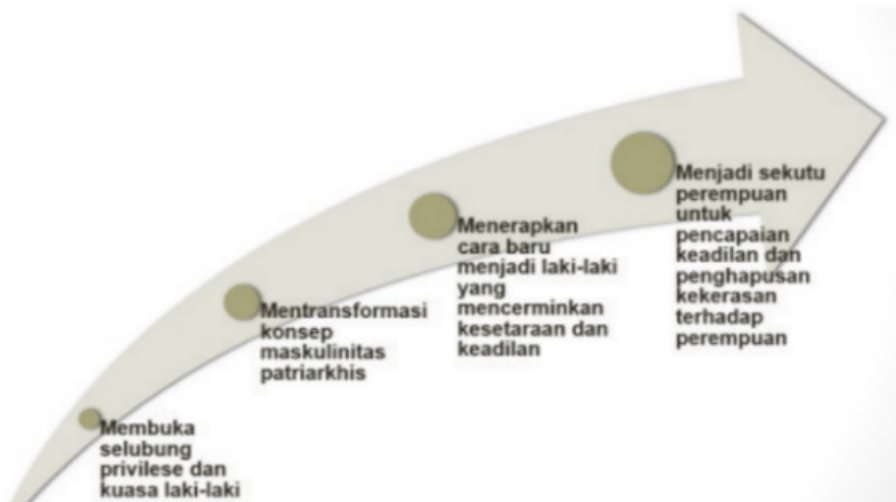 Membuka
selubung
privilese dan
kuasa laki-laki
Mentransformasi
konsep
maskulinitas
patriarkhis
Menerapkan
cara baru
menjadi laki-laki
yang
mencerminkan
kesetaraan dan
keadilan
Menjadi sekutu
perempuan
untuk
pencapaian
keadilan dan
penghapusan
kekerasan
terhadap
perempuan